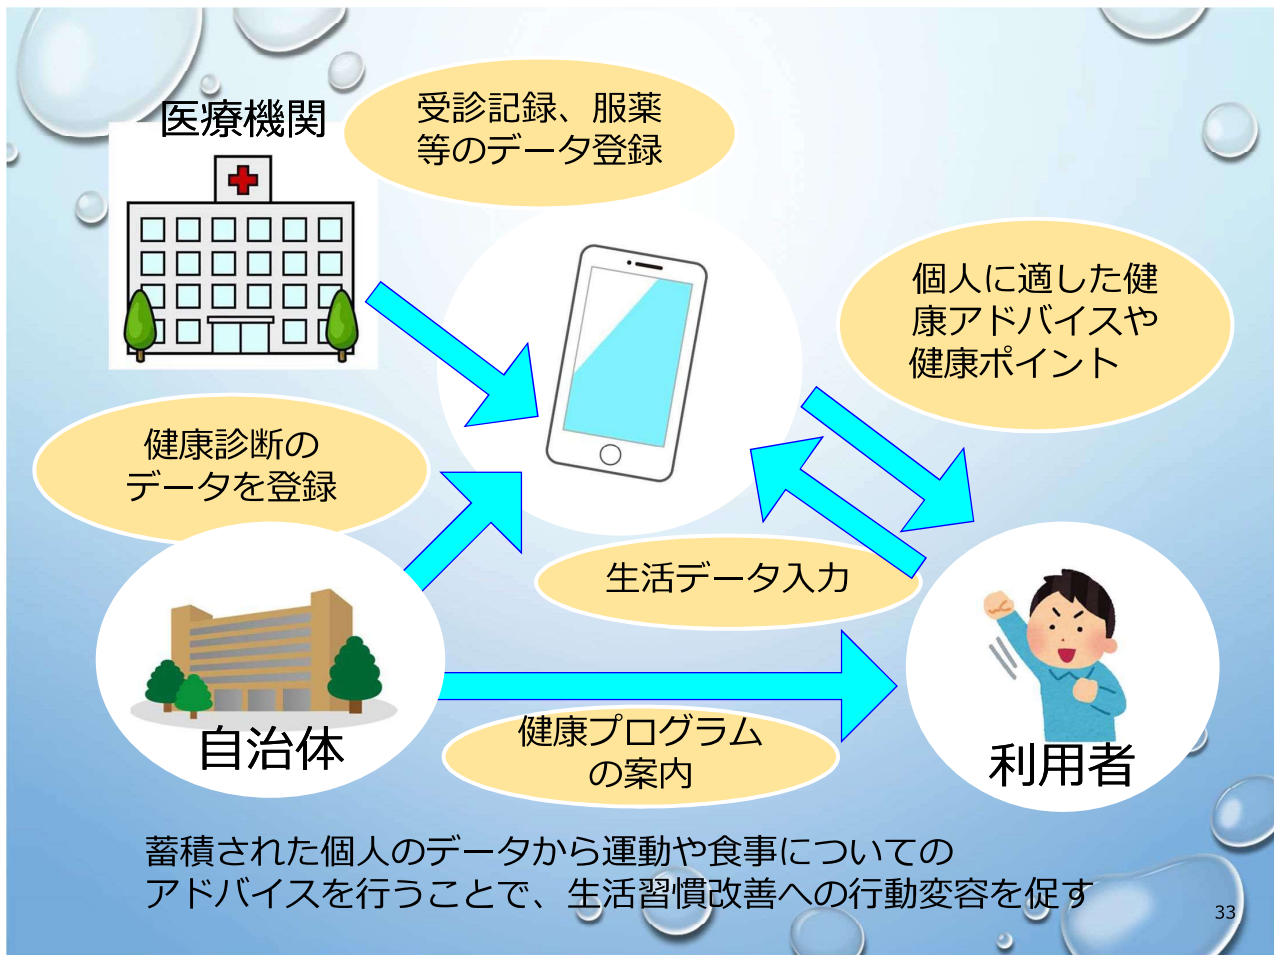 医療機関
受診記録、服薬
等のデータ登録
個人に適した健
康アドバイスや
健康ポイント
健康診断の
データを登録
生活データ入力
自治体
健康プログラム
の案内
利用者
蓄積された個人のデータから運動や食事についての
アドバイスを行うことで、生活習慣改善への行動変容を促す
33